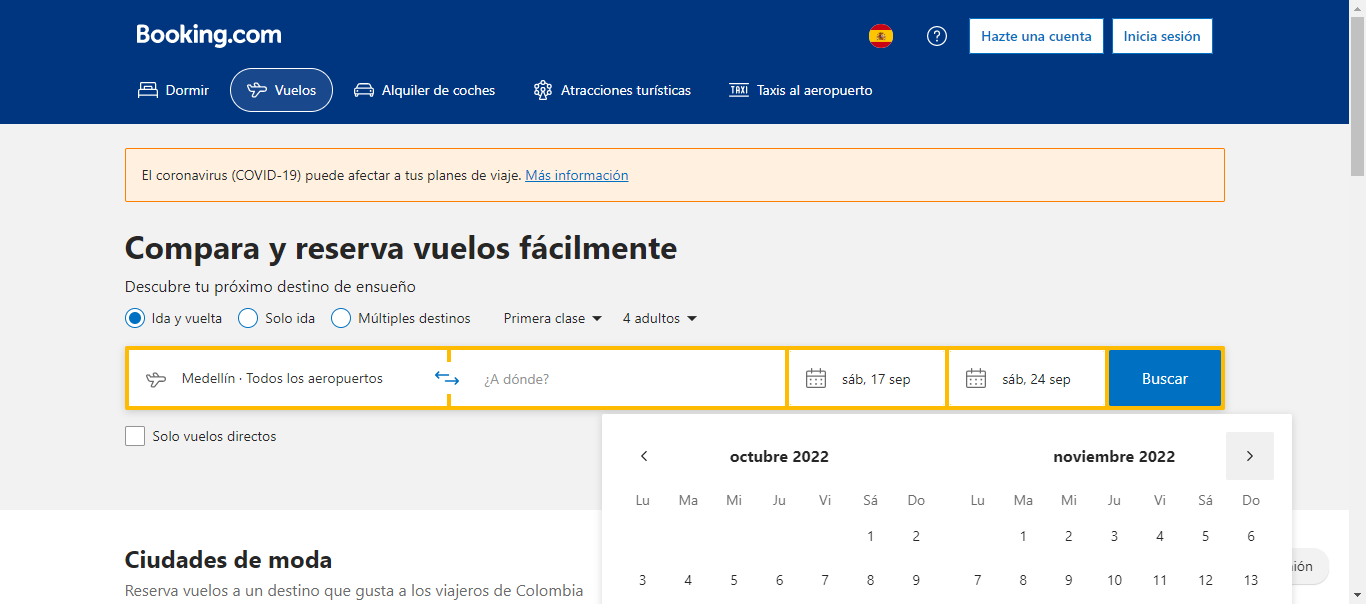 Booking.com
Hazte una cuenta
Inicia sesión
Dormir
Vuelos
Alquiler de coches
Atracciones turísticas
TAXI Taxis al aeropuerto
El coronavirus (COVID-19) puede afectar a tus planes de viaje. Más información
Compara y reserva vuelos fácilmente
Descubre tu próximo destino de ensueño
Ida y vuelta Solo ida Múltiples destinos Primera clase 4 adultos
Medellín · Todos los aeropuertos ¿A dónde? sáb, 17 sep sáb, 24 sep Buscar
Solo vuelos directos
octubre 2022
Lu Ma Mi Ju Vi Sá Do
1 2
3 4 5 6 7 8 9
noviembre 2022
Lu Ma Mi Ju Vi Sá Do
1 2 3 4 5 6
7 8 9 10 11 12 13
Ciudades de moda
Reserva vuelos a un destino que gusta a los viajeros de Colombia